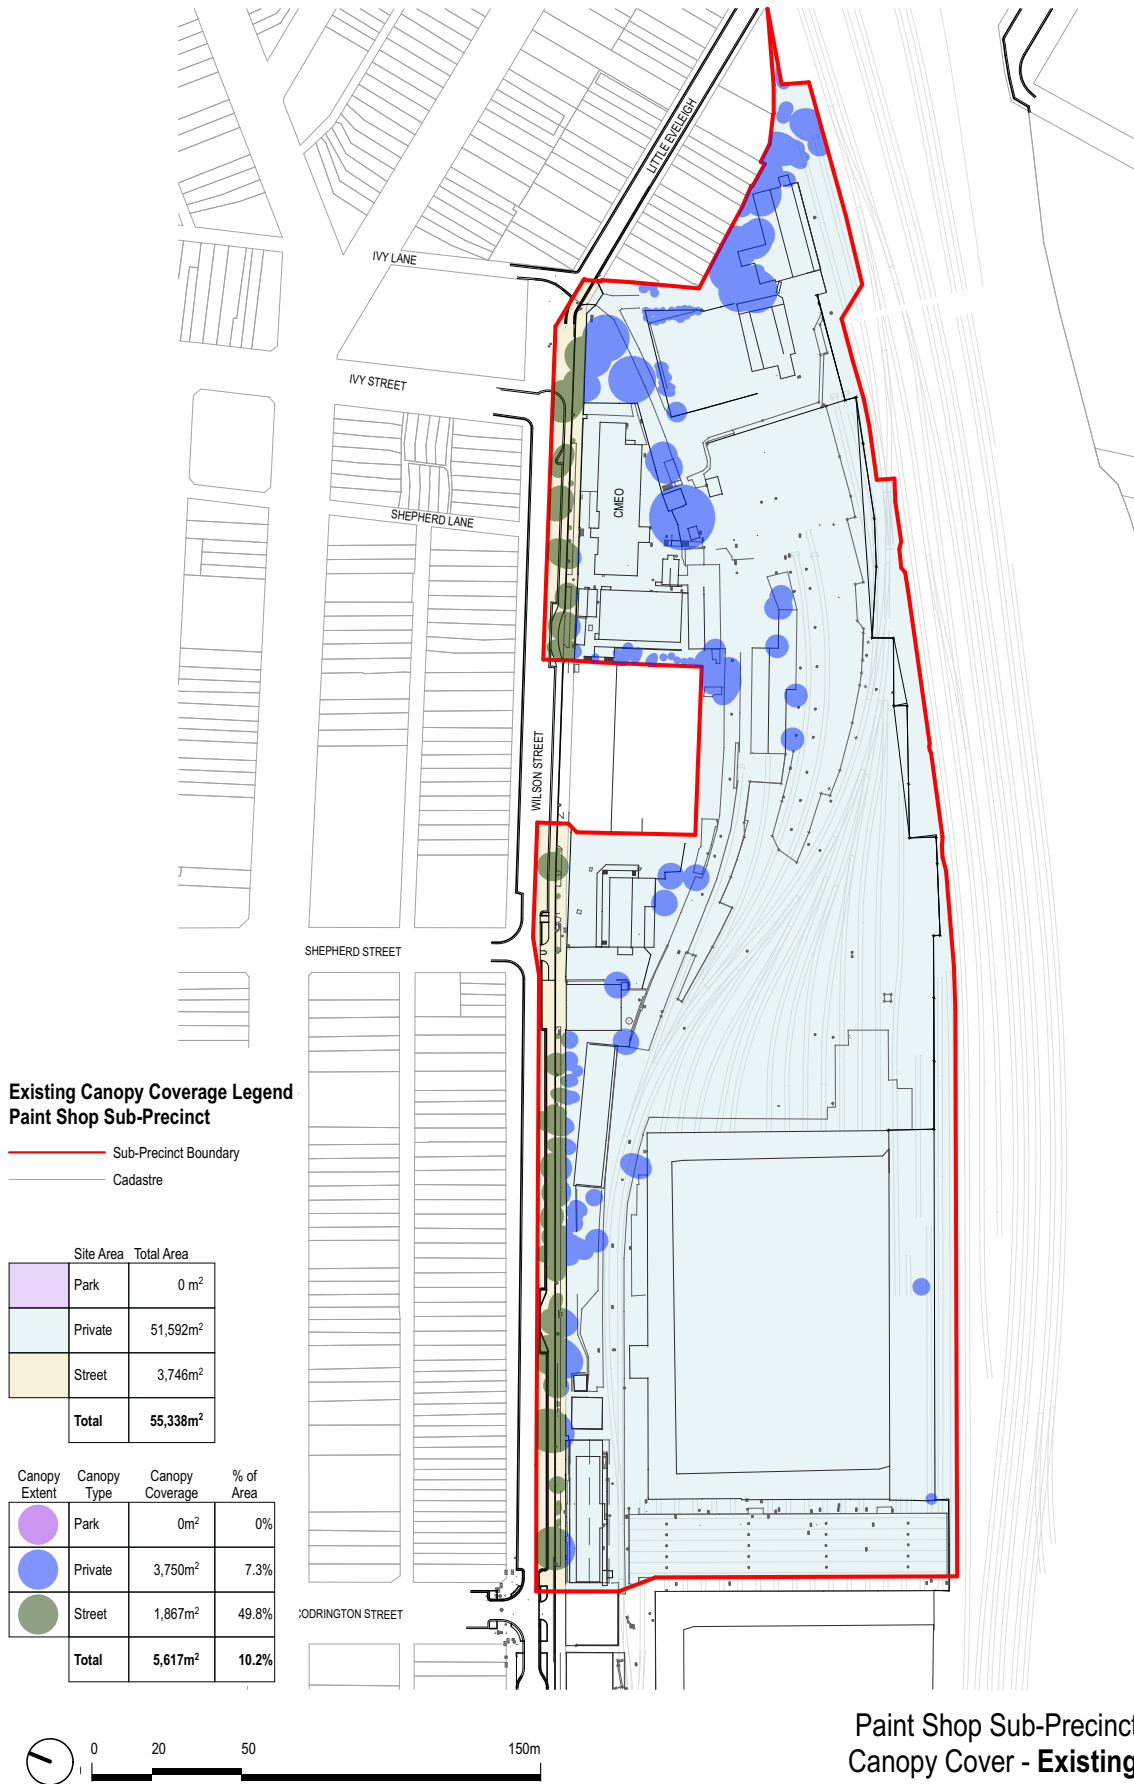 LITTLE EVELEIGH
IVY LANE
IVY STREET
SHEPHERD LANE
CMEO
WILSON STREET
SHEPHERD STREET
Existing Canopy Coverage Legend
Paint Shop Sub-Precinct
Sub-Precinct Boundary
Cadastre
Site Area Total Area
Park 0 m²
Private 51,592m²
Street 3,746m²
Total 55,338m²
Canopy Extent Canopy Type Canopy Coverage % of Area
Park 0m² 0%
Private 3,750m² 7.3%
Street 1,867m² 49.8%
Total 5,617m² 10.2%
CODRINGTON STREET
0 20 50 150m
Paint Shop Sub-Precinct
Canopy Cover - Existing